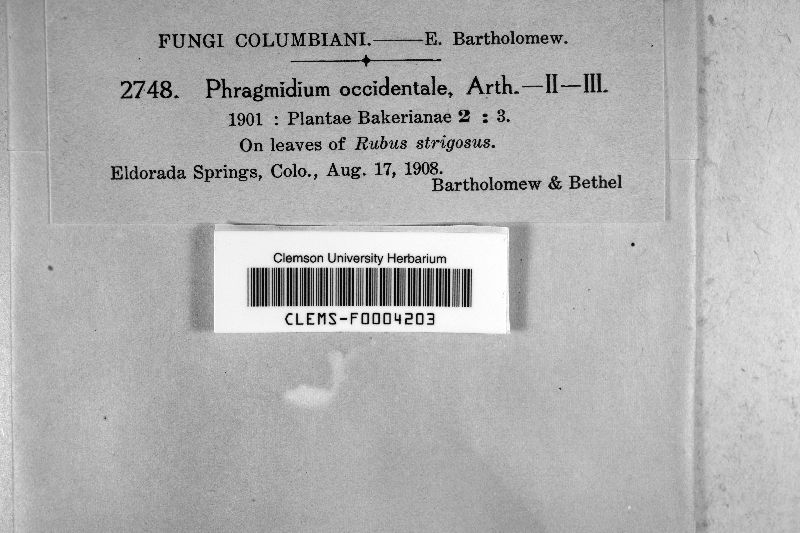 FUNGI COLUMBIANI.——E. Bartholomew.
2748. Phragmidium occidentale, Arth.—II—III.
1901 : Plantae Bakerianae 2 : 3.
On leaves of Rubus strigosus.
Eldorada Springs, Colo., Aug. 17, 1908.
Bartholomew & Bethel
Clemson University Herbarium
CLEMS-F0004203